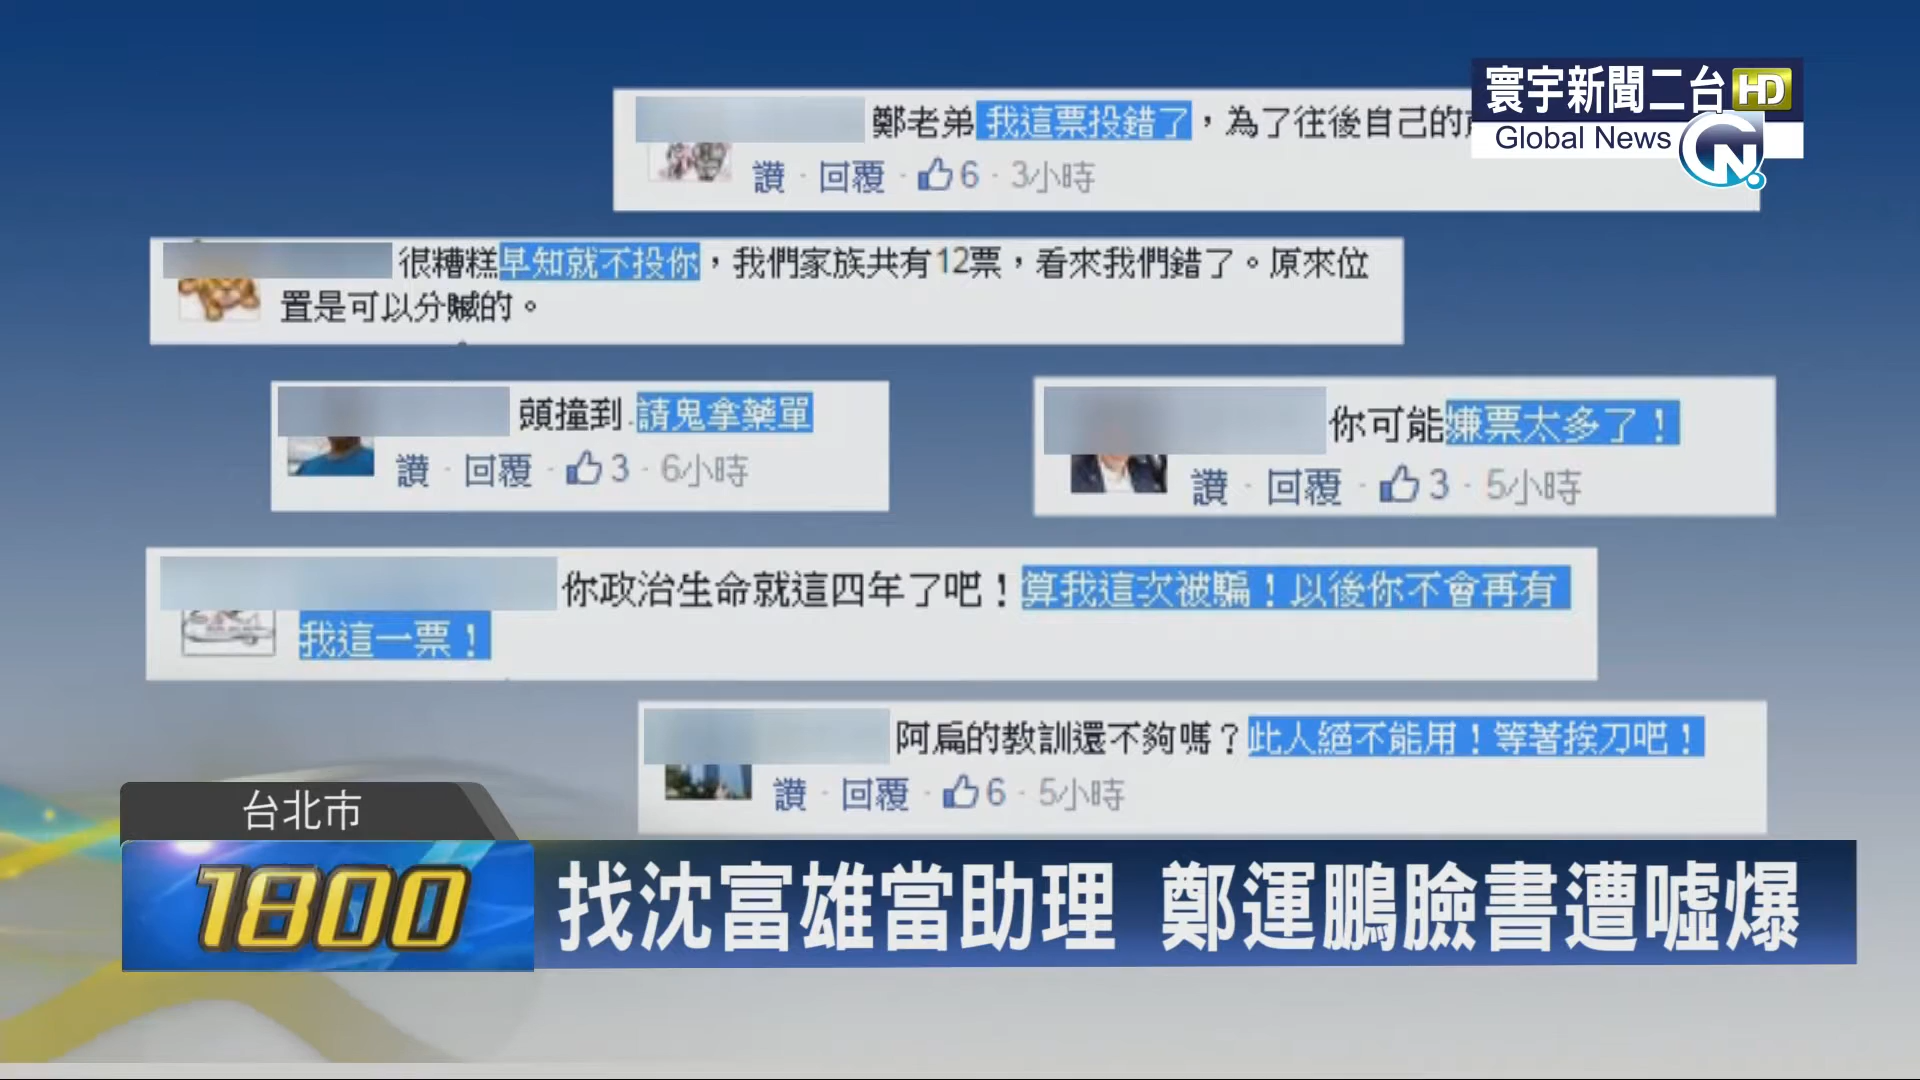 寰宇新聞二台HD
Global News
鄭老弟 我這票投錯了，為了往後自己的
讚 · 回覆 · 6 · 3小時
很糟糕早知就不投你，我們家族共有12票，看來我們錯了。原來位
置是可以分贓的。
頭撞到.請鬼拿藥單
讚 · 回覆 · 3 · 6小時
你可能嫌票太多了！
讚 · 回覆 · 3 · 5小時
你政治生命就這四年了吧！算我這次被騙！以後你不會再有
我這一票！
阿扁的教訓還不夠嗎？此人絕不能用！等著挨刀吧！
讚 · 回覆 · 6 · 5小時
台北市
1800
找沈富雄當助理 鄭運鵬臉書遭噓爆